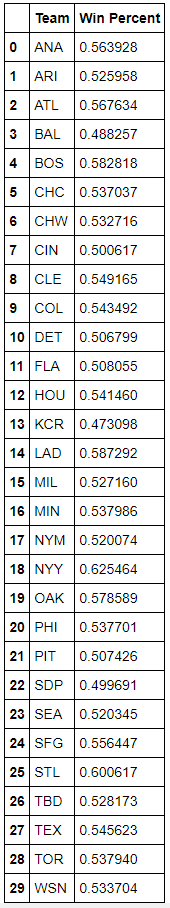 Team Win Percent
0 ANA 0.563928
1 ARI 0.525958
2 ATL 0.567634
3 BAL 0.488257
4 BOS 0.582818
5 CHC 0.537037
6 CHW 0.532716
7 CIN 0.500617
8 CLE 0.549165
9 COL 0.543492
10 DET 0.506799
11 FLA 0.508055
12 HOU 0.541460
13 KCR 0.473098
14 LAD 0.587292
15 MIL 0.527160
16 MIN 0.537986
17 NYM 0.520074
18 NYY 0.625464
19 OAK 0.578589
20 PHI 0.537701
21 PIT 0.507426
22 SDP 0.499691
23 SEA 0.520345
24 SFG 0.556447
25 STL 0.600617
26 TBD 0.528173
27 TEX 0.545623
28 TOR 0.537940
29 WSN 0.533704